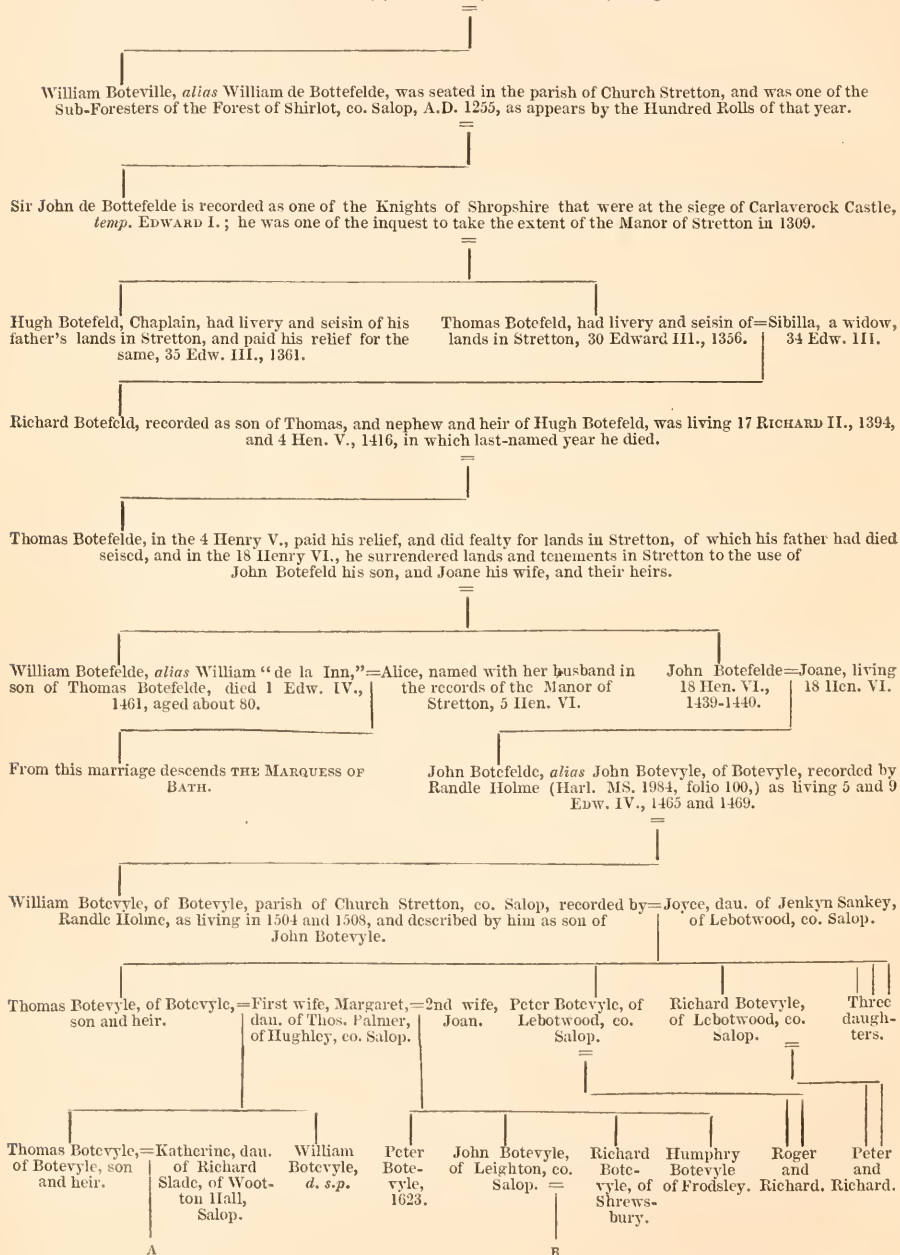 William Boteville, alias William de Bottefelde, was seated in the parish of Church Stretton, and was one of the
Sub-Foresters of the Forest of Shirlot, co. Salop, A.D. 1255, as appears by the Hundred Rolls of that year.
=
Sir John de Bottefelde is recorded as one of the Knights of Shropshire that were at the siege of Carlaverock Castle,
temp. EDWARD I.; he was one of the inquest to take the extent of the Manor of Stretton in 1309.
=
Hugh Botefeld, Chaplain, had livery and seisin of his
father's lands in Stretton, and paid his relief for the
same, 35 Edw. III., 1361.
Thomas Botefeld, had livery and seisin of=Sibilla, a widow,
lands in Stretton, 30 Edward III., 1356. 34 Edw. III.
Richard Botefeld, recorded as son of Thomas, and nephew and heir of Hugh Botefeld, was living 17 RICHARD II., 1394,
and 4 Hen. V., 1416, in which last-named year he died.
=
Thomas Botefelde, in the 4 Henry V., paid his relief, and did fealty for lands in Stretton, of which his father had died
seised, and in the 18 Henry VI., he surrendered lands and tenements in Stretton to the use of
John Botefeld his son, and Joane his wife, and their heirs.
=
William Botefelde, alias William “de la Inn,”=Alice, named with her husband in
son of Thomas Botefelde, died 1 Edw. IV., the records of the Manor of
1461, aged about 80. Stretton, 5 Hen. VI.
John Botefelde=Joane, living
18 Hen. VI., 18 Hen. VI.
1439-1440.
From this marriage descends THE MARQUESS OF
BATH.
John Botefelde, alias John Botevyle, of Botevyle, recorded by
Randle Holme (Harl. MS. 1984, folio 100,) as living 5 and 9
EDW. IV., 1465 and 1469.
=
William Botevyle, of Botevyle, parish of Church Stretton, co. Salop, recorded by=Joyce, dau. of Jenkyn Sankey,
Randle Holme, as living in 1504 and 1508, and described by him as son of of Lebotwood, co. Salop.
John Botevyle.
Thomas Botevyle, of Botevyle,=First wife, Margaret,=2nd wife,
son and heir. dau. of Thos. Palmer, Joan.
of Hughley, co. Salop.
Peter Botevyle, of
Lebotwood, co.
Salop.
=
Richard Botevyle,
of Lebotwood, co.
Salop. =
Three
daugh-
ters.
Thomas Botevyle,=Katherine, dau.
of Botevyle, son of Richard
and heir. Slade, of Woot-
ton Hall,
Salop.
William
Botevyle,
d. s.p.
Peter
Bote-
vyle,
1623.
John Botevyle,
of Leighton, co.
Salop. =
Richard
Bote-
vyle, of
Shrews-
bury.
Humphry
Botevyle
of Frodsley.
Roger
and
Richard.
Peter
and
Richard.
A
B